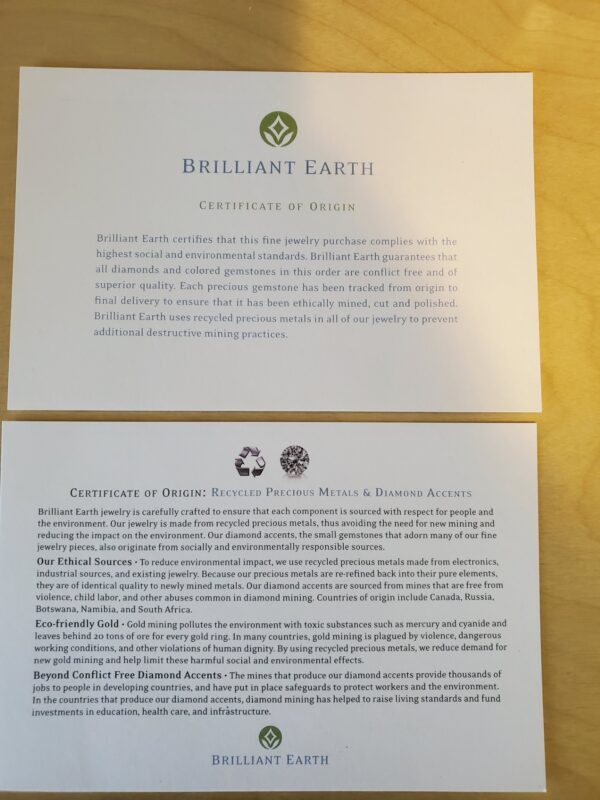 BRILLIANT EARTH
CERTIFICATE OF ORIGIN
Brilliant Earth certifies that this fine jewelry purchase complies with the
highest social and environmental standards. Brilliant Earth guarantees that
all diamonds and colored gemstones in this order are conflict free and of
superior quality. Each precious gemstone has been tracked from origin to
final delivery to ensure that it has been ethically mined, cut and polished.
Brilliant Earth uses recycled precious metals in all of our jewelry to prevent
additional destructive mining practices.
CERTIFICATE OF ORIGIN: RECYCLED PRECIOUS METALS & DIAMOND ACCENTS
Brilliant Earth jewelry is carefully crafted to ensure that each component is sourced with respect for people and
the environment. Our jewelry is made from recycled precious metals, thus avoiding the need for new mining and
reducing the impact on the environment. Our diamond accents, the small gemstones that adorn many of our fine
jewelry pieces, also originate from socially and environmentally responsible sources.
Our Ethical Sources · To reduce environmental impact, we use recycled precious metals made from electronics,
industrial sources, and existing jewelry. Because our precious metals are re-refined back into their pure elements,
they are of identical quality to newly mined metals. Our diamond accents are sourced from mines that are free from
violence, child labor, and other abuses common in diamond mining. Countries of origin include Canada, Russia,
Botswana, Namibia, and South Africa.
Eco-friendly Gold · Gold mining pollutes the environment with toxic substances such as mercury and cyanide and
leaves behind 20 tons of ore for every gold ring. In many countries, gold mining is plagued by violence, dangerous
working conditions, and other violations of human dignity. By using recycled precious metals, we reduce demand for
new gold mining and help limit these harmful social and environmental effects.
Beyond Conflict Free Diamond Accents · The mines that produce our diamond accents provide thousands of
jobs to people in developing countries, and have put in place safeguards to protect workers and the environment.
In the countries that produce our diamond accents, diamond mining has helped to raise living standards and fund
investments in education, health care, and infrastructure.
BRILLIANT EARTH